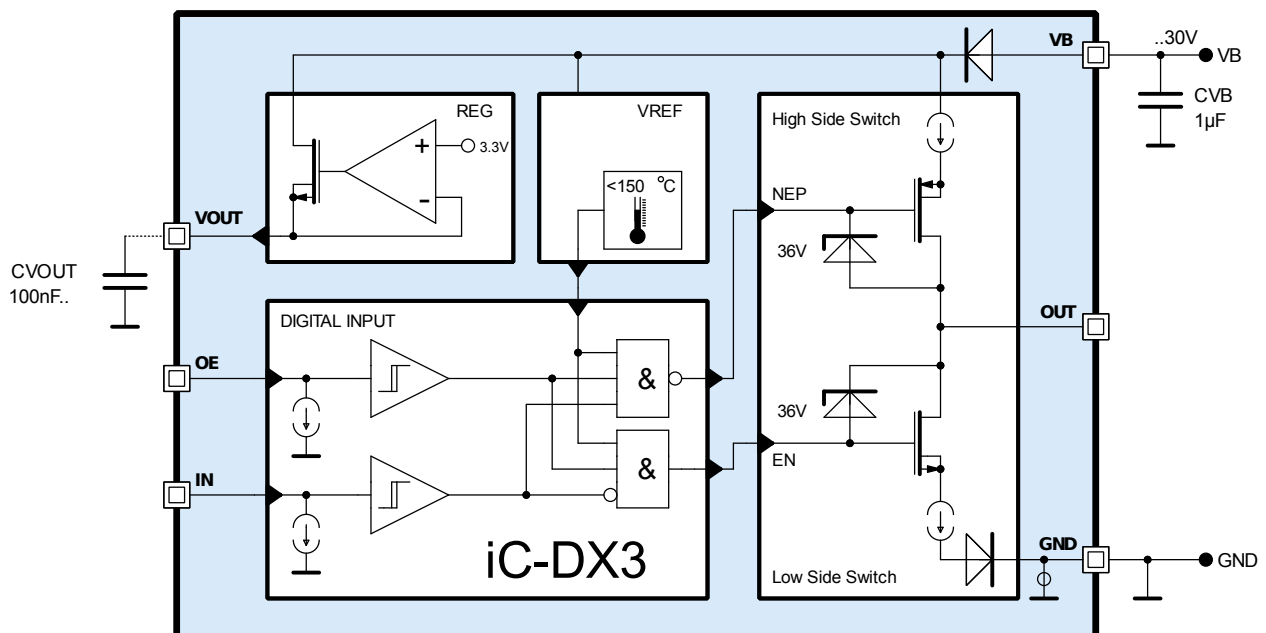 VB
..30V
VB
CVB
1µF
REG
+
3.3V
-
VREF
<150 °C
High Side Switch
NEP
36V
VOUT
CVOUT
100nF..
DIGITAL INPUT
OE
&
OUT
36V
EN
IN
&
iC-DX3
Low Side Switch
GND
GND